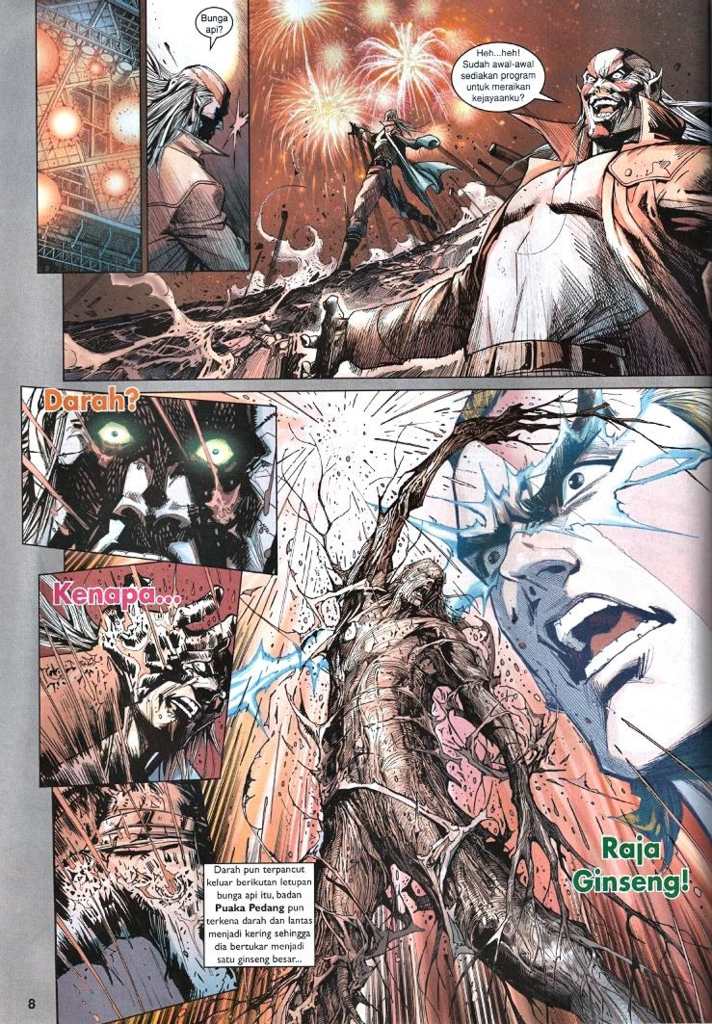 Bunga
api?
Heh...heh!
Sudah awal-awal
sediakan program
untuk meraikan
kejayaanku?
Darah?
Kenapa...
Darah pun terpancut
keluar berikutan letupan
bunga api itu, badan
Puaka Pedang pun
terkena darah dan lantas
menjadi kering sehingga
dia bertukar menjadi
satu ginseng besar...
Raja
Ginseng!
8